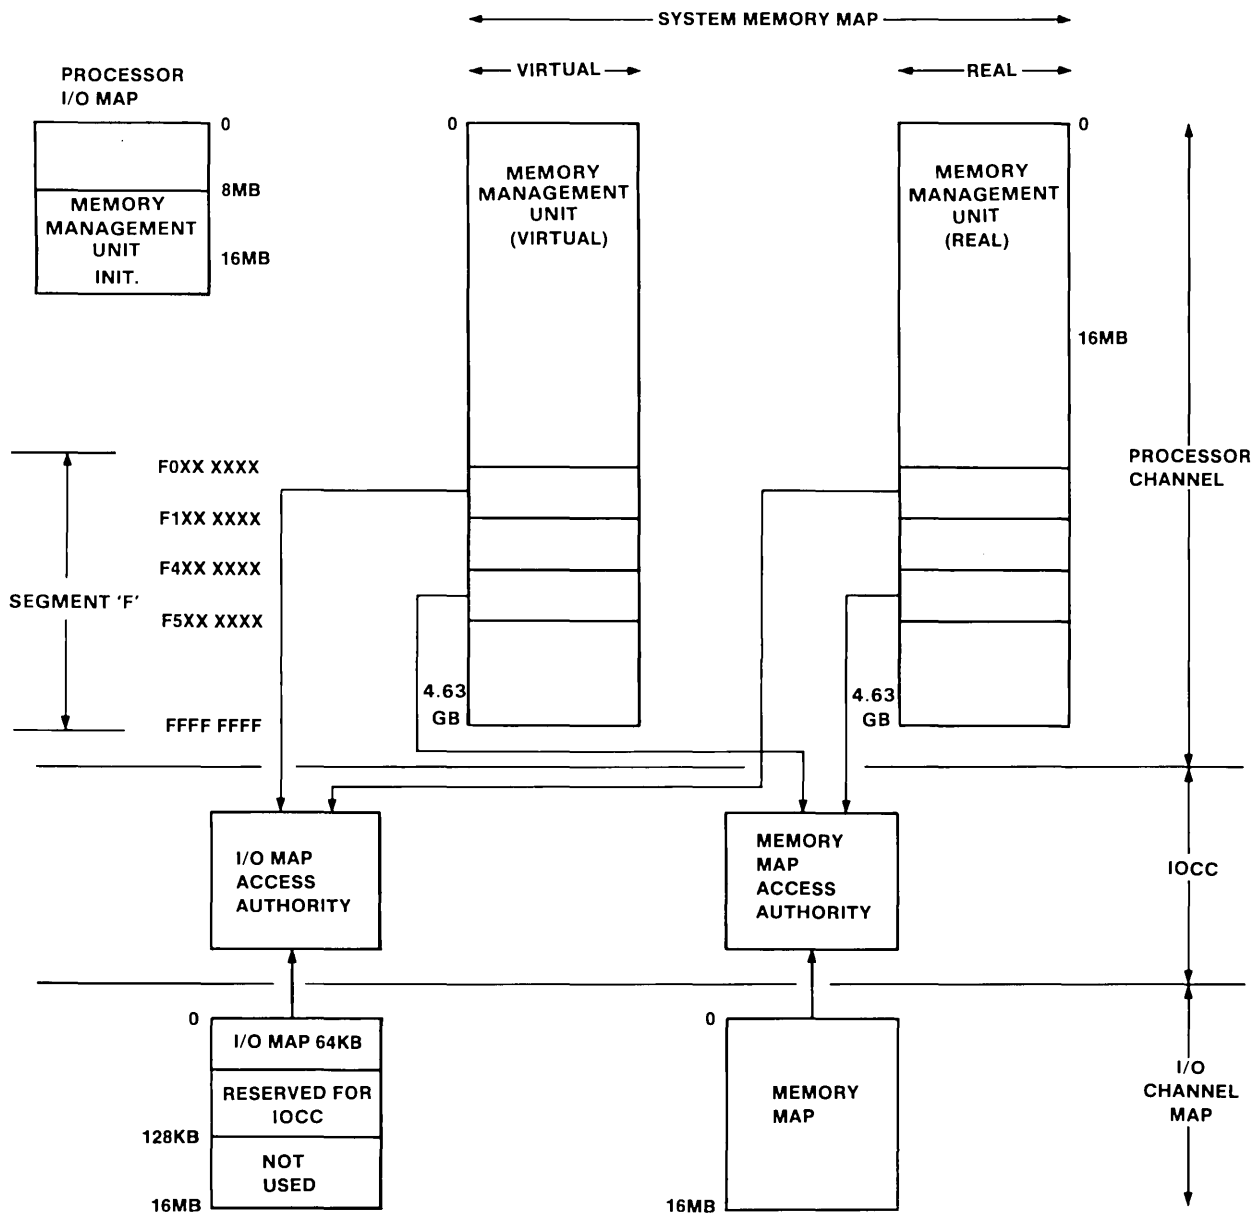 SYSTEM MEMORY MAP
VIRTUAL
REAL
PROCESSOR
I/O MAP
0
8MB
MEMORY
MANAGEMENT
UNIT
INIT.
16MB
0
MEMORY
MANAGEMENT
UNIT
(VIRTUAL)
MEMORY
MANAGEMENT
UNIT
(REAL)
0
16MB
PROCESSOR
CHANNEL
F0XX XXXX
F1XX XXXX
F4XX XXXX
SEGMENT 'F'
F5XX XXXX
FFFF FFFF
4.63
GB
4.63
GB
I/O MAP
ACCESS
AUTHORITY
MEMORY
MAP
ACCESS
AUTHORITY
IOCC
0
I/O MAP 64KB
RESERVED FOR
IOCC
128KB
NOT
USED
16MB
0
MEMORY
MAP
16MB
I/O
CHANNEL
MAP